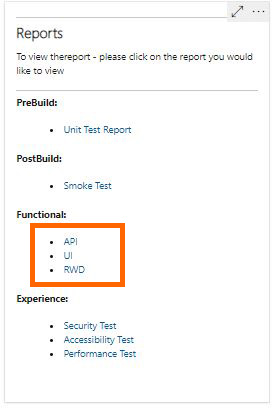 Reports
To view thereport - please click on the report you would
like to view
PreBuild:
Unit Test Report
PostBuild:
Smoke Test
Functional:
API
UI
RWD
Experience:
Security Test
Accessibility Test
Performance Test